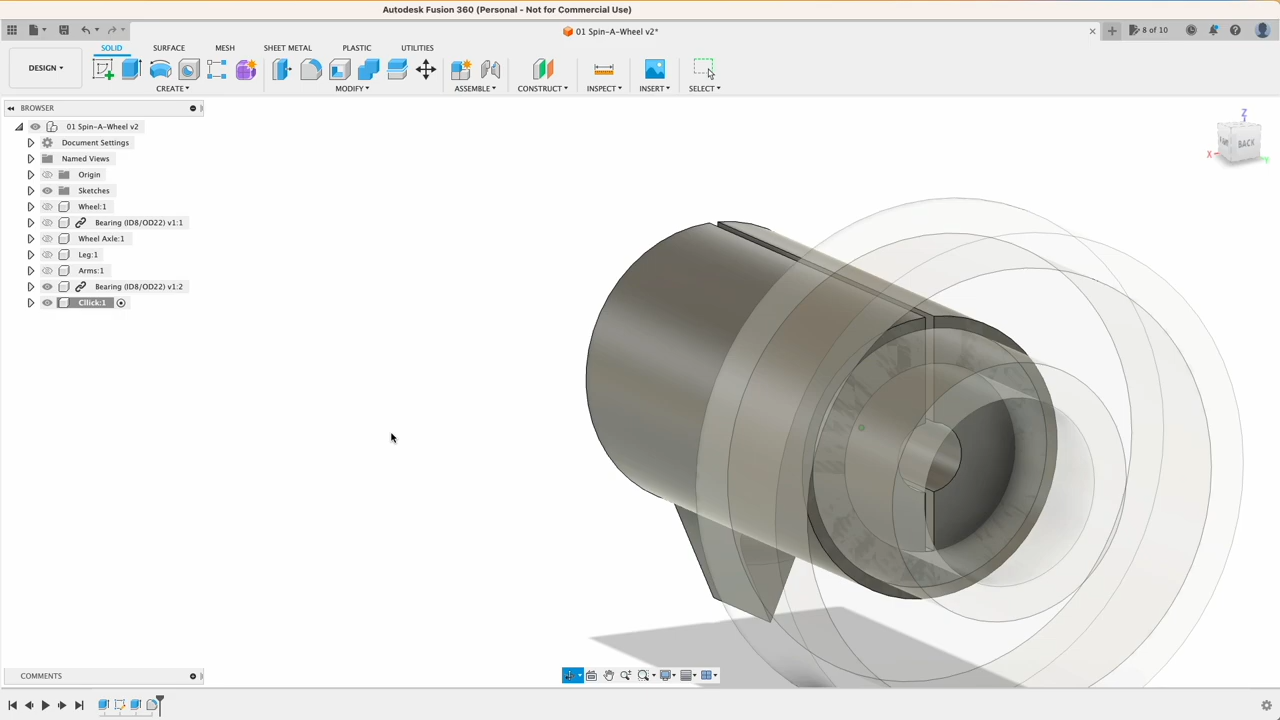 Autodesk Fusion 360 (Personal - Not for Commercial Use)
01 Spin-A-Wheel v2*
8 of 10
SOLID SURFACE MESH SHEET METAL PLASTIC UTILITIES
DESIGN
CREATE MODIFY ASSEMBLE CONSTRUCT INSPECT INSERT SELECT
BROWSER
01 Spin-A-Wheel v2
Document Settings
Named Views
Origin
Sketches
Wheel:1
Bearing (ID8/OD22) v1:1
Wheel Axle:1
Leg:1
Arms:1
Bearing (ID8/OD22) v1:2
Cllick:1
Z
BACK
X
COMMENTS